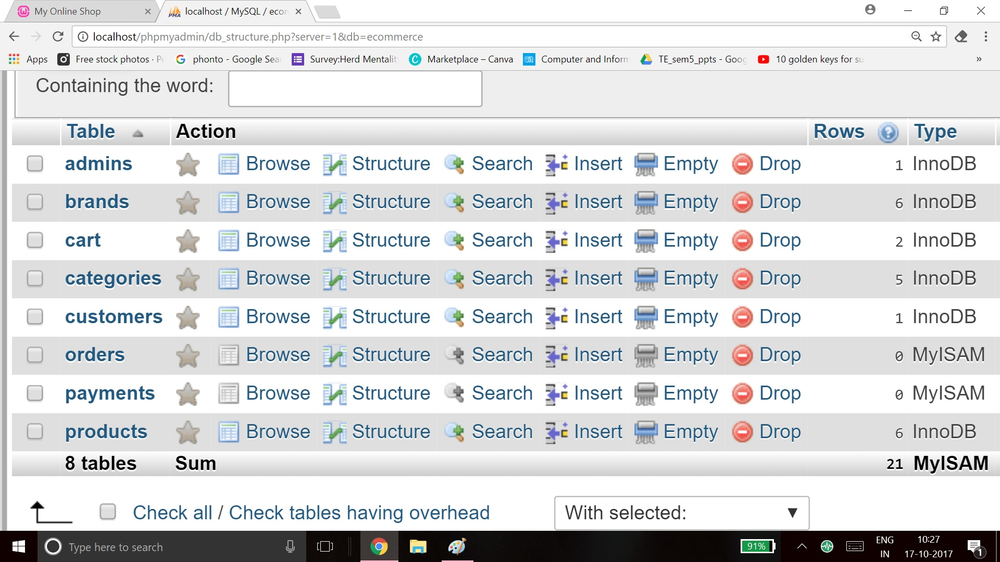 My Online Shop
PMA localhost / MySQL / econ
localhost/phpmyadmin/db_structure.php?server=1&db=ecommerce
Apps Free stock photos · Pe phonto - Google Sea Survey:Herd Mentalit Marketplace – Canva Computer and Inform TE_sem5_ppts - Goog 10 golden keys for su »
Containing the word:
Table Action Rows ? Type
admins Browse Structure Search Insert Empty Drop 1 InnoDB
brands Browse Structure Search Insert Empty Drop 6 InnoDB
cart Browse Structure Search Insert Empty Drop 2 InnoDB
categories Browse Structure Search Insert Empty Drop 5 InnoDB
customers Browse Structure Search Insert Empty Drop 1 InnoDB
orders Browse Structure Search Insert Empty Drop 0 MyISAM
payments Browse Structure Search Insert Empty Drop 0 MyISAM
products Browse Structure Search Insert Empty Drop 6 InnoDB
8 tables Sum 21 MyISAM
Check all / Check tables having overhead With selected:
Type here to search
91%
ENG
IN
10:27
17-10-2017
1